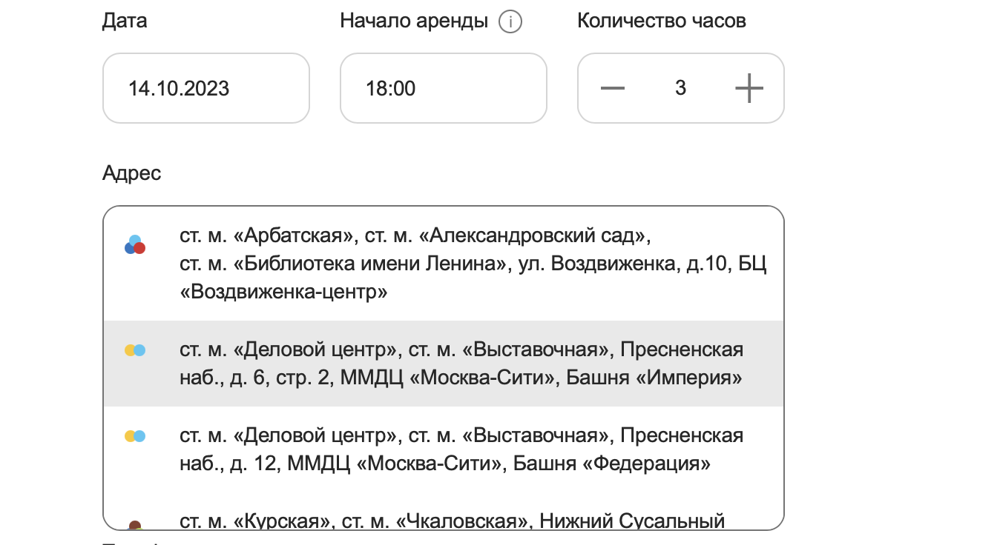 Дата
Начало аренды
Количество часов
14.10.2023
18:00
3
Адрес
ст. м. «Арбатская», ст. м. «Александровский сад»,
ст. м. «Библиотека имени Ленина», ул. Воздвиженка, д.10, БЦ
«Воздвиженка-центр»
ст. м. «Деловой центр», ст. м. «Выставочная», Пресненская
наб., д. 6, стр. 2, ММДЦ «Москва-Сити», Башня «Империя»
ст. м. «Деловой центр», ст. м. «Выставочная», Пресненская
наб., д. 12, ММДЦ «Москва-Сити», Башня «Федерация»
ст. м. «Курская», ст. м. «Чкаловская», Нижний Сусальный